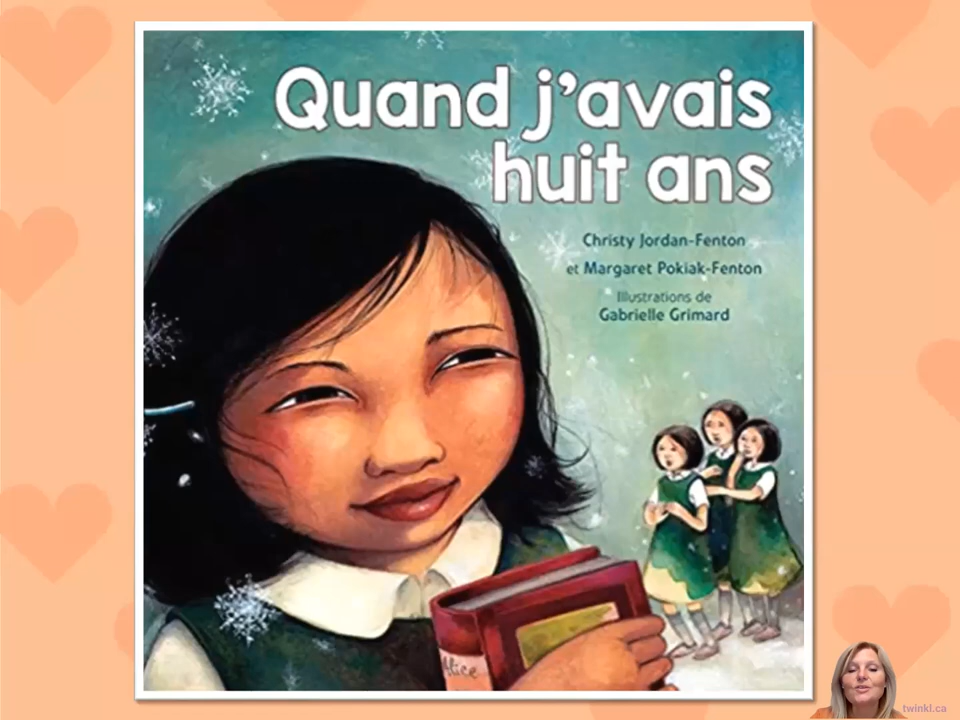 Quand j'avais
huit ans
Christy Jordan-Fenton
et Margaret Pokiak-Fenton
Illustrations de
Gabrielle Grimard
Alice
twinkl.ca